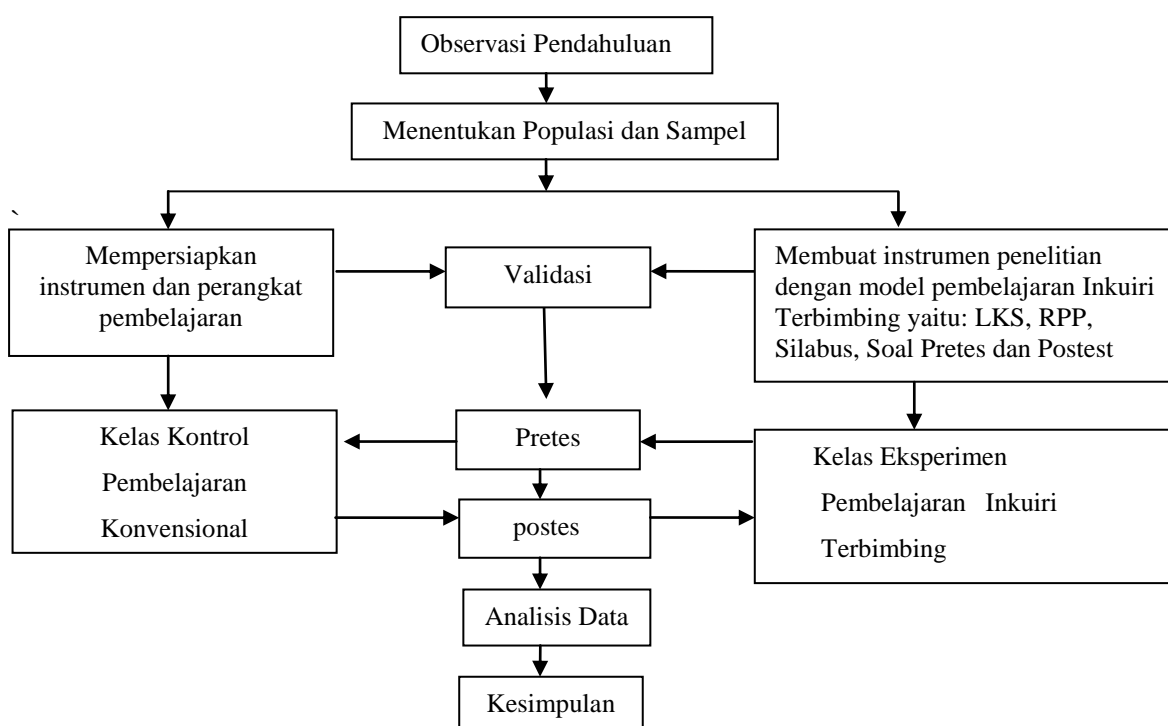 Observasi Pendahuluan
Menentukan Populasi dan Sampel
`
Mempersiapkan
instrumen dan perangkat
pembelajaran
Validasi
Membuat instrumen penelitian
dengan model pembelajaran Inkuiri
Terbimbing yaitu: LKS, RPP,
Silabus, Soal Pretes dan Postest
Kelas Kontrol
Pembelajaran
Konvensional
Pretes
Kelas Eksperimen
Pembelajaran Inkuiri
Terbimbing
postes
Analisis Data
Kesimpulan